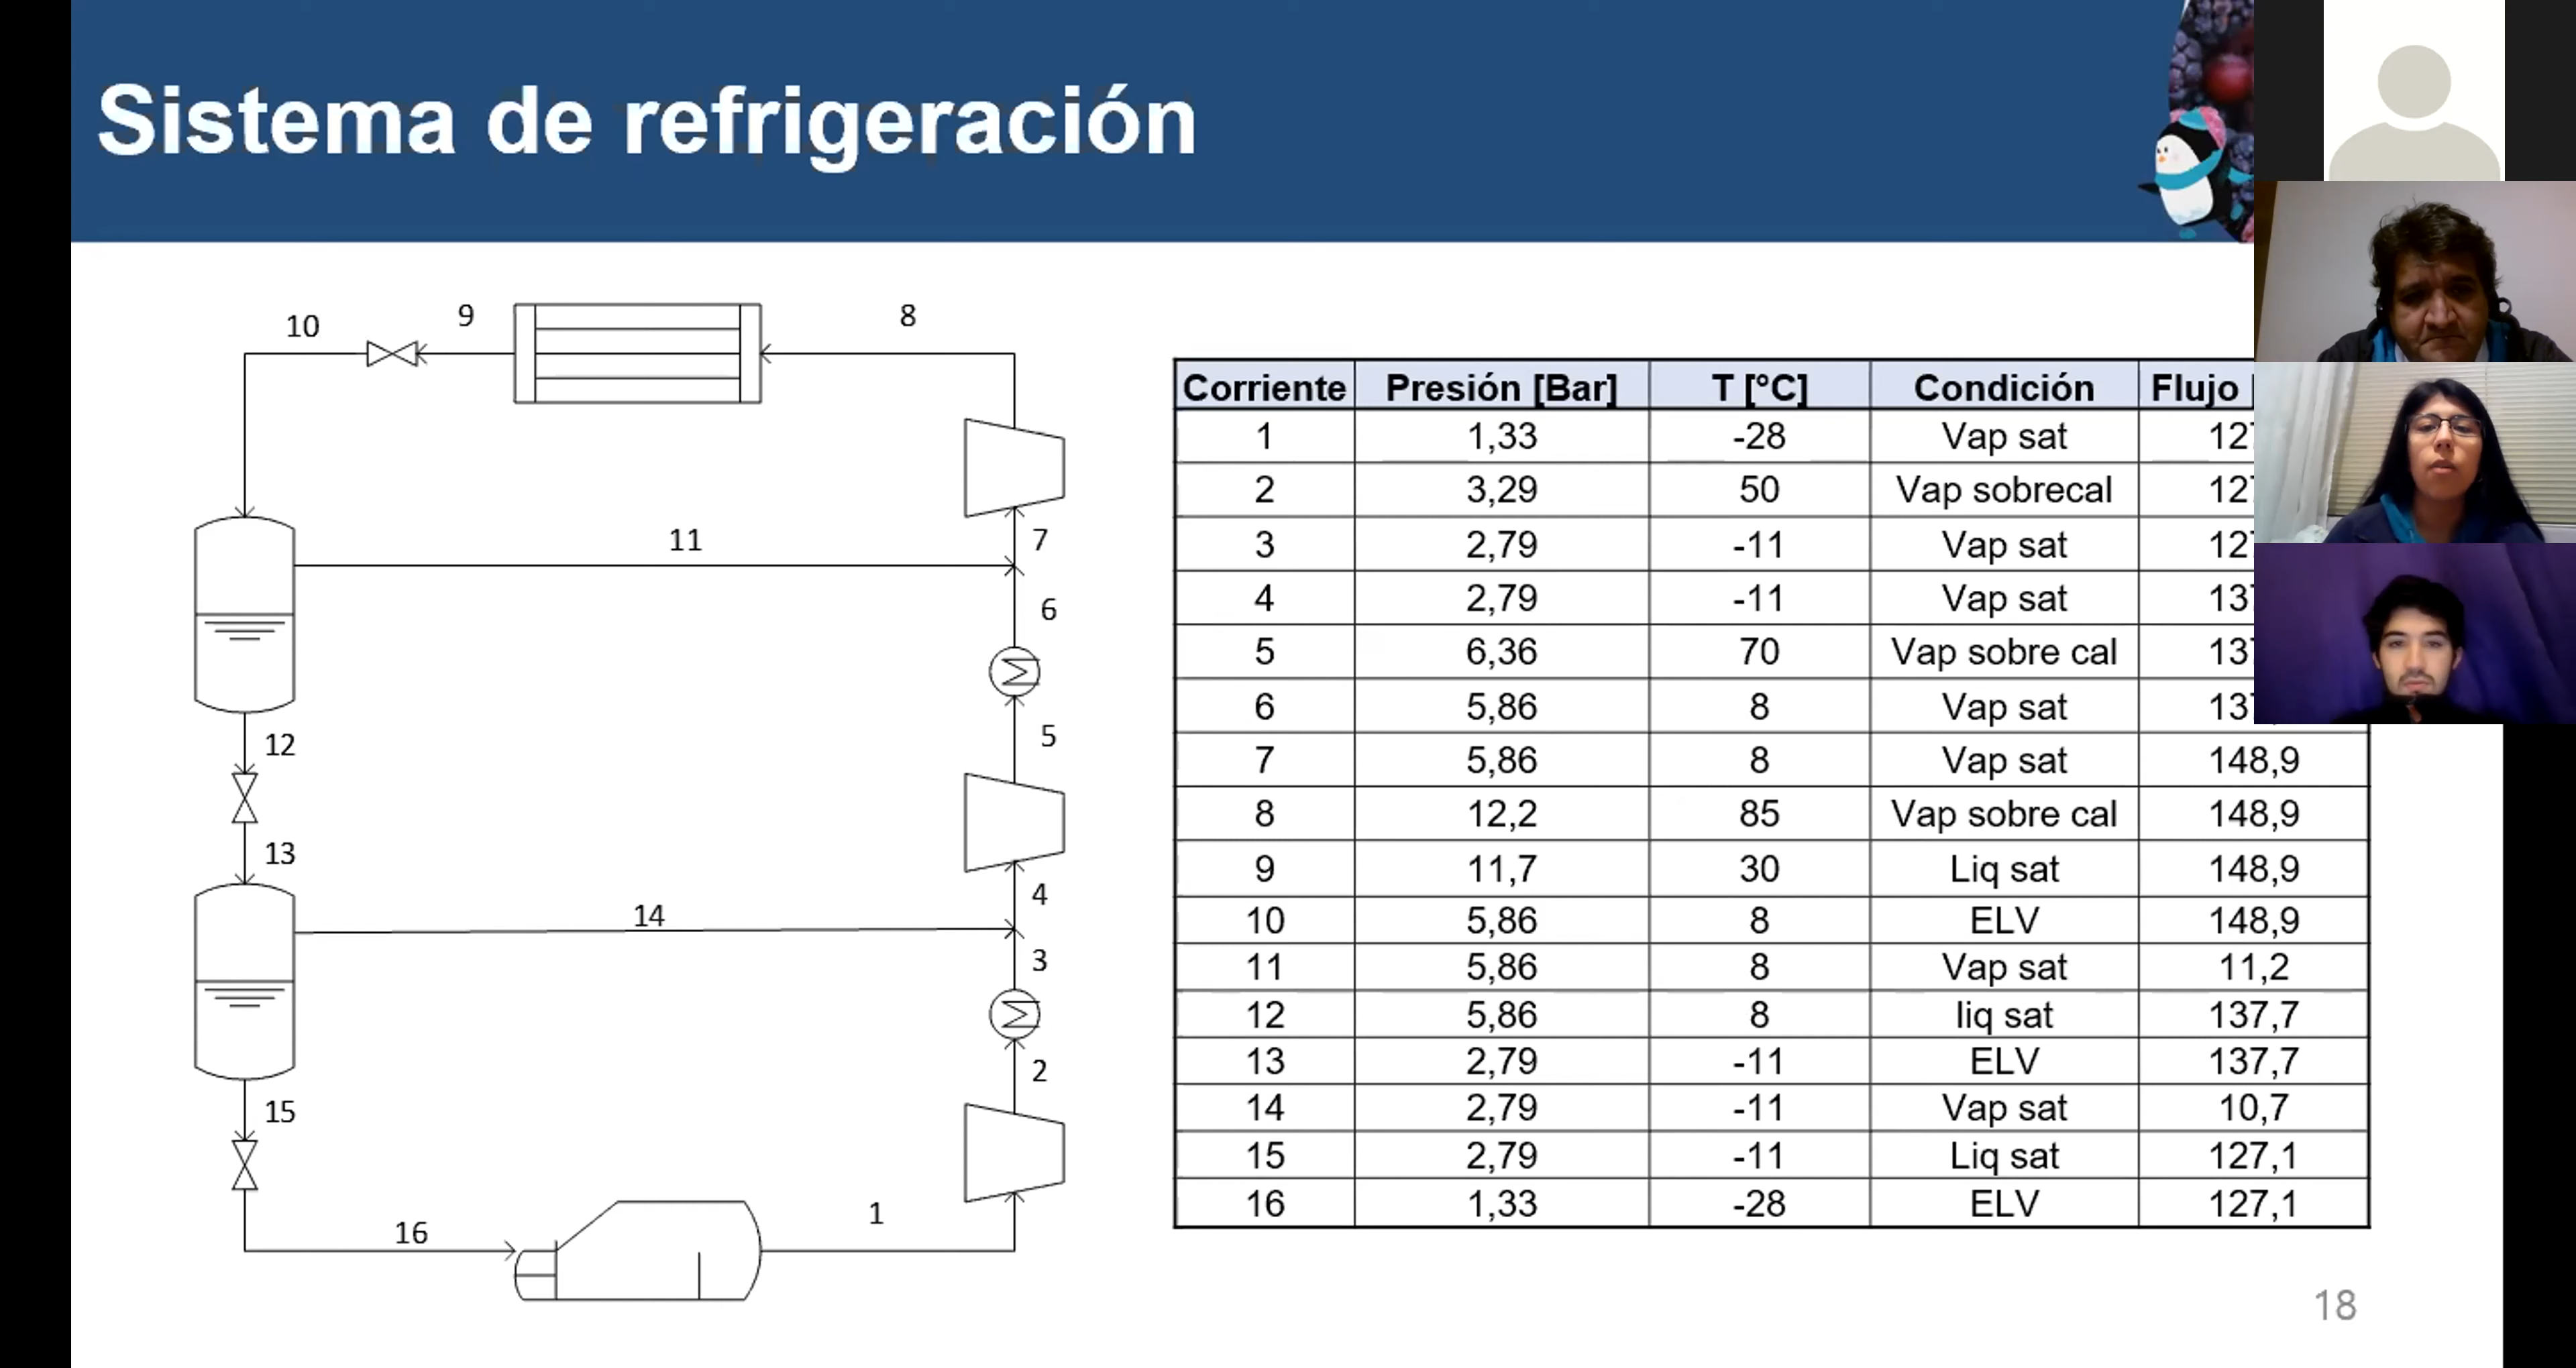 Sistema de refrigeración
10
9
8
11
7
6
12
5
13
4
14
3
2
15
1
16
Corriente Presión [Bar] T [°C] Condición Flujo
1 1,33 -28 Vap sat
2 3,29 50 Vap sobrecal
3 2,79 -11 Vap sat
4 2,79 -11 Vap sat
5 6,36 70 Vap sobre cal
6 5,86 8 Vap sat
7 5,86 8 Vap sat 148,9
8 12,2 85 Vap sobre cal 148,9
9 11,7 30 Liq sat 148,9
10 5,86 8 ELV 148,9
11 5,86 8 Vap sat 11,2
12 5,86 8 liq sat 137,7
13 2,79 -11 ELV 137,7
14 2,79 -11 Vap sat 10,7
15 2,79 -11 Liq sat 127,1
16 1,33 -28 ELV 127,1
18